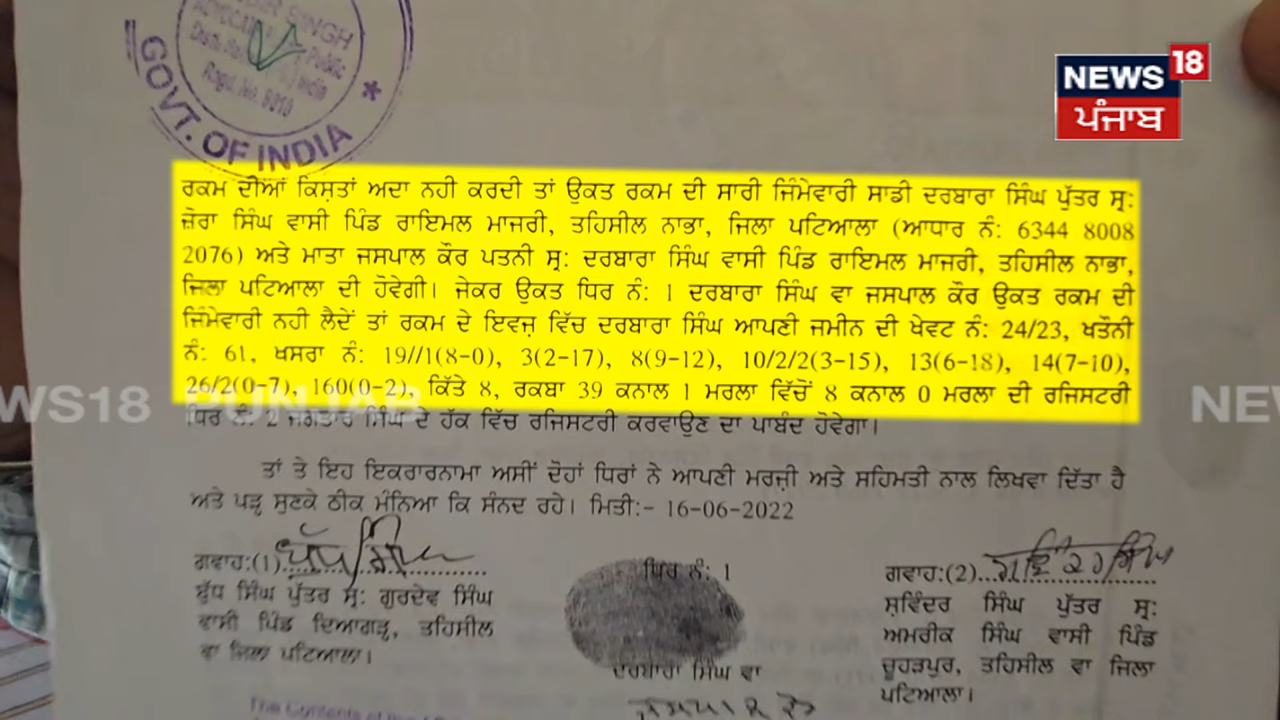 GOVT. OF INDIA
NEWS 18
ਪੰਜਾਬ
ਰਕਮ ਦੀਆਂ ਕਿਸ਼ਤਾਂ ਅਦਾ ਨਹੀ ਕਰਦੀ ਤਾਂ ਉਕਤ ਰਕਮ ਦੀ ਸਾਰੀ ਜਿੰਮੇਵਾਰੀ ਸਾਡੀ ਦਰਬਾਰਾ ਸਿੰਘ ਪੁੱਤਰ ਸ੍ਰ:
ਜ਼ੋਰਾ ਸਿੰਘ ਵਾਸੀ ਪਿੰਡ ਰਾਇਮਲ ਮਾਜਰੀ, ਤਹਿਸੀਲ ਨਾਭਾ, ਜਿਲਾ ਪਟਿਆਲਾ (ਆਧਾਰ ਨੰ: 6344 8008
2076) ਅਤੇ ਮਾਤਾ ਜਸਪਾਲ ਕੌਰ ਪਤਨੀ ਸ੍ਰ: ਦਰਬਾਰਾ ਸਿੰਘ ਵਾਸੀ ਪਿੰਡ ਰਾਇਮਲ ਮਾਜਰੀ, ਤਹਿਸੀਲ ਨਾਭਾ,
ਜਿਲਾ ਪਟਿਆਲਾ ਦੀ ਹੋਵੇਗੀ। ਜੇਕਰ ਉਕਤ ਧਿਰ ਨੰ: 1 ਦਰਬਾਰਾ ਸਿੰਘ ਵਾ ਜਸਪਾਲ ਕੌਰ ਉਕਤ ਰਕਮ ਦੀ
ਜਿੰਮੇਵਾਰੀ ਨਹੀ ਲੈਦੇਂ ਤਾਂ ਰਕਮ ਦੇ ਇਵਜ਼ ਵਿੱਚ ਦਰਬਾਰਾ ਸਿੰਘ ਆਪਣੀ ਜਮੀਨ ਦੀ ਖੇਵਟ ਨੰ: 24/23, ਖਤੌਨੀ
ਨੰ: 61, ਖਸਰਾ ਨੰ: 19//1(8-0), 3(2-17), 8(9-12), 10/2/2(3-15), 13(6-18), 14(7-10),
26/2(0-7), 160(0-2), ਕਿੱਤੇ 8, ਰਕਬਾ 39 ਕਨਾਲ 1 ਮਰਲਾ ਵਿੱਚੋਂ 8 ਕਨਾਲ 0 ਮਰਲਾ ਦੀ ਰਜਿਸਟਰੀ
ਧਿਰ ਨੰ: 2 ਜਗਤਾਰ ਸਿੰਘ ਦੇ ਹੱਕ ਵਿੱਚ ਰਜਿਸਟਰੀ ਕਰਵਾਉਣ ਦਾ ਪਾਬੰਦ ਹੋਵੇਗਾ।
ਤਾਂ ਤੇ ਇਹ ਇਕਰਾਰਨਾਮਾ ਅਸੀਂ ਦੋਹਾਂ ਧਿਰਾਂ ਨੇ ਆਪਣੀ ਮਰਜ਼ੀ ਅਤੇ ਸਹਿਮਤੀ ਨਾਲ ਲਿਖਵਾ ਦਿੱਤਾ ਹੈ
ਅਤੇ ਪੜ੍ਹ ਸੁਣਕੇ ਠੀਕ ਮੰਨਿਆ ਕਿ ਸੰਨਦ ਰਹੇ। ਮਿਤੀ:- 16-06-2022
ਗਵਾਹ:(1) ਬੁੱਧ ਸਿੰਘ
ਬੁੱਧ ਸਿੰਘ ਪੁੱਤਰ ਸ੍ਰ: ਗੁਰਦੇਵ ਸਿੰਘ
ਵਾਸੀ ਪਿੰਡ ਦਿਆਗੜ੍ਹ, ਤਹਿਸੀਲ
ਵਾ ਜਿਲਾ ਪਟਿਆਲਾ।
ਧਿਰ ਨੰ: 1
ਦਰਬਾਰਾ ਸਿੰਘ ਵਾ
ਗਵਾਹ:(2)
ਸ਼ੁਵਿੰਦਰ ਸਿੰਘ ਪੁੱਤਰ ਸ੍ਰ:
ਅਮਰੀਕ ਸਿੰਘ ਵਾਸੀ ਪਿੰਡ
ਚੂਹੜਪੁਰ, ਤਹਿਸੀਲ ਵਾ ਜਿਲਾ
ਪਟਿਆਲਾ।